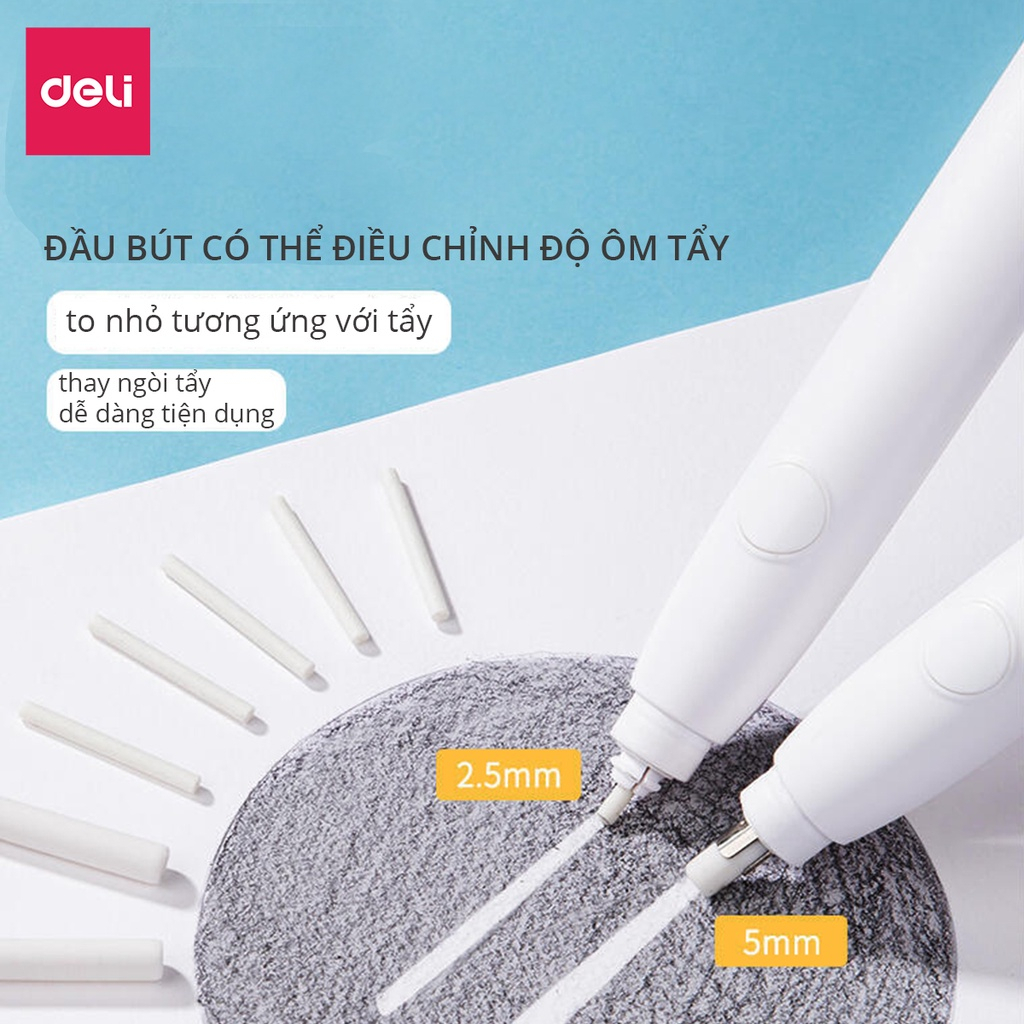 deli
ĐẦU BÚT CÓ THỂ ĐIỀU CHỈNH ĐỘ ÔM TẨY
to nhỏ tương ứng với tẩy
thay ngòi tẩy
dễ dàng tiện dụng
2.5mm
5mm